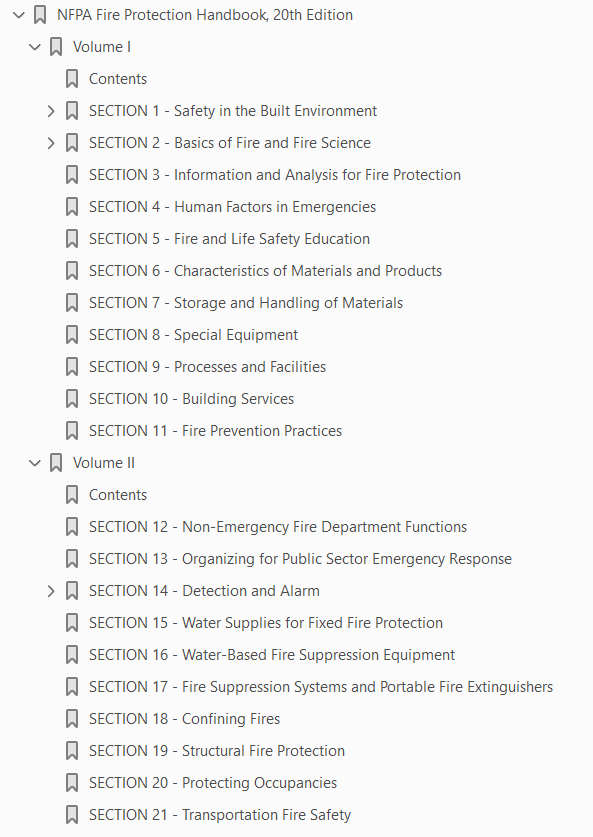 NFPA Fire Protection Handbook, 20th Edition
Volume I
Contents
SECTION 1 - Safety in the Built Environment
SECTION 2 - Basics of Fire and Fire Science
SECTION 3 - Information and Analysis for Fire Protection
SECTION 4 - Human Factors in Emergencies
SECTION 5 - Fire and Life Safety Education
SECTION 6 - Characteristics of Materials and Products
SECTION 7 - Storage and Handling of Materials
SECTION 8 - Special Equipment
SECTION 9 - Processes and Facilities
SECTION 10 - Building Services
SECTION 11 - Fire Prevention Practices
Volume II
Contents
SECTION 12 - Non-Emergency Fire Department Functions
SECTION 13 - Organizing for Public Sector Emergency Response
SECTION 14 - Detection and Alarm
SECTION 15 - Water Supplies for Fixed Fire Protection
SECTION 16 - Water-Based Fire Suppression Equipment
SECTION 17 - Fire Suppression Systems and Portable Fire Extinguishers
SECTION 18 - Confining Fires
SECTION 19 - Structural Fire Protection
SECTION 20 - Protecting Occupancies
SECTION 21 - Transportation Fire Safety